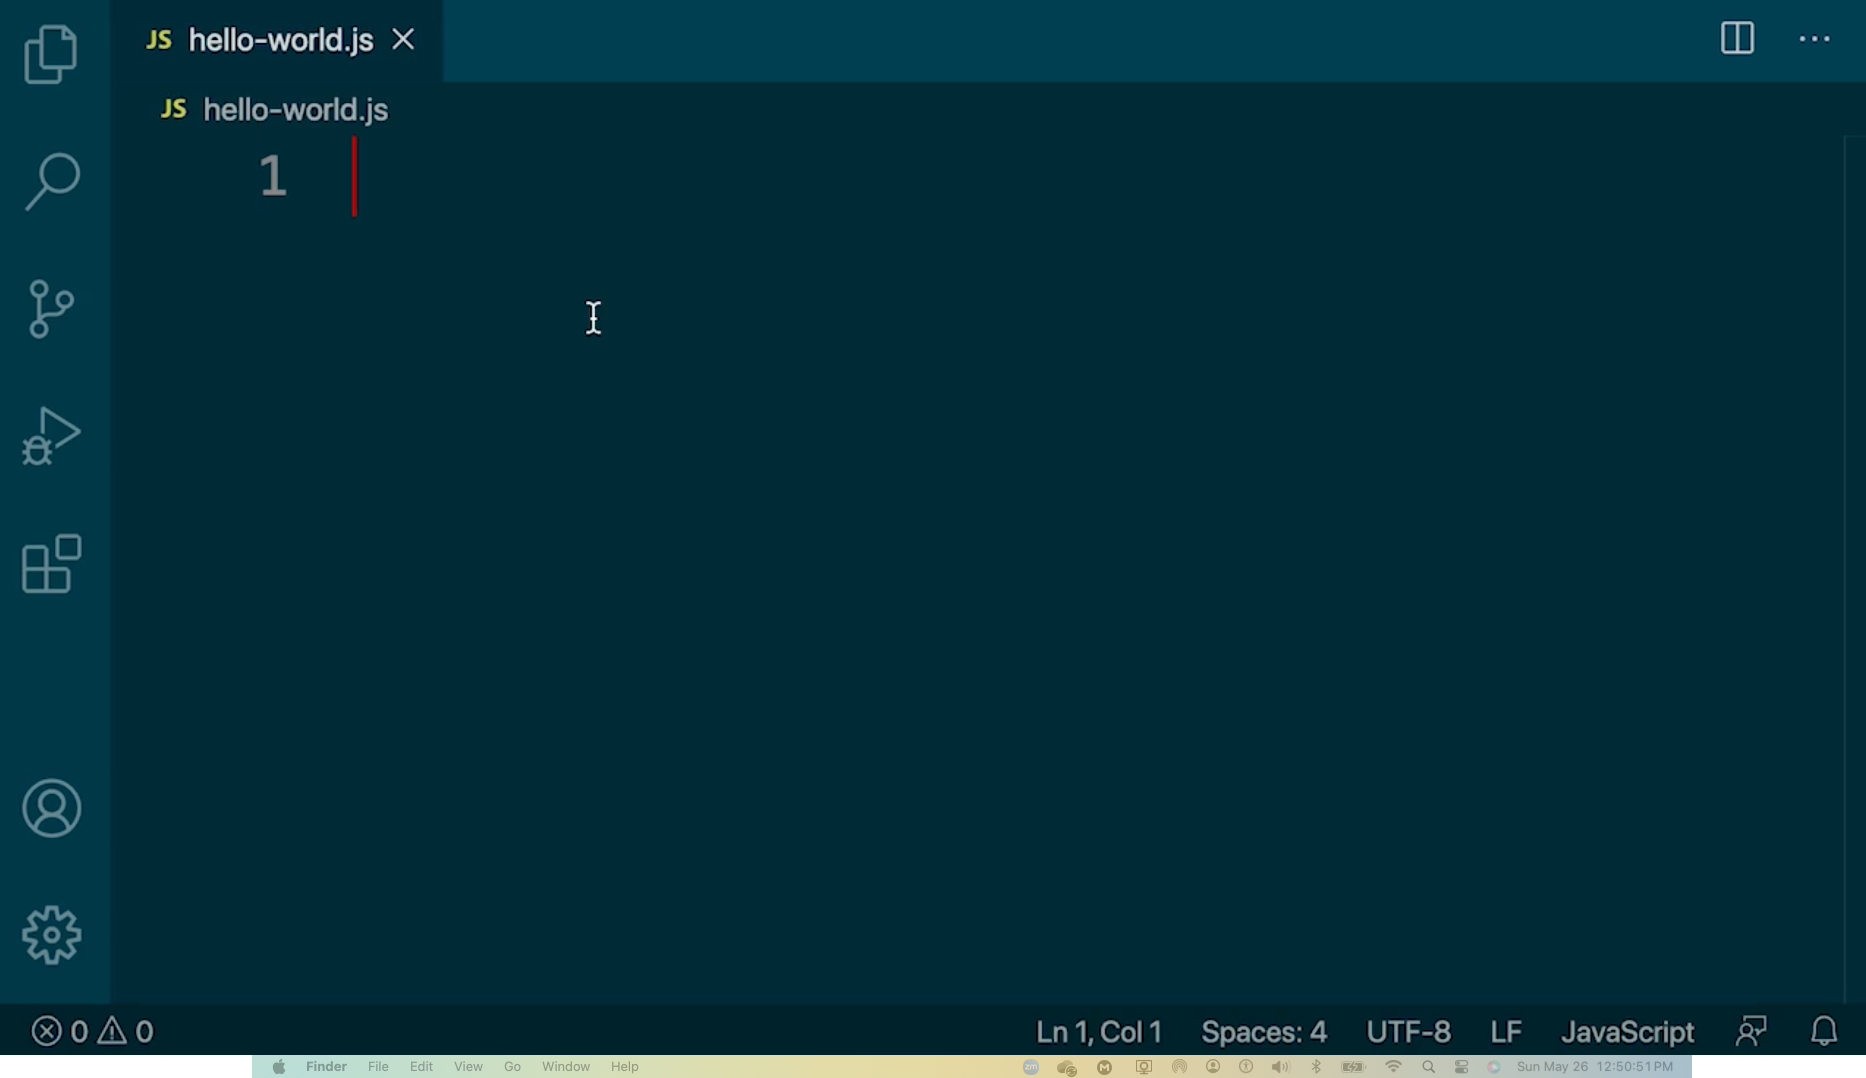 JS hello-world.js
JS hello-world.js
1
0 0 Ln 1, Col 1 Spaces: 4 UTF-8 LF JavaScript
Finder File Edit View Go Window Help zm M Sun May 26 12:50:51 PM